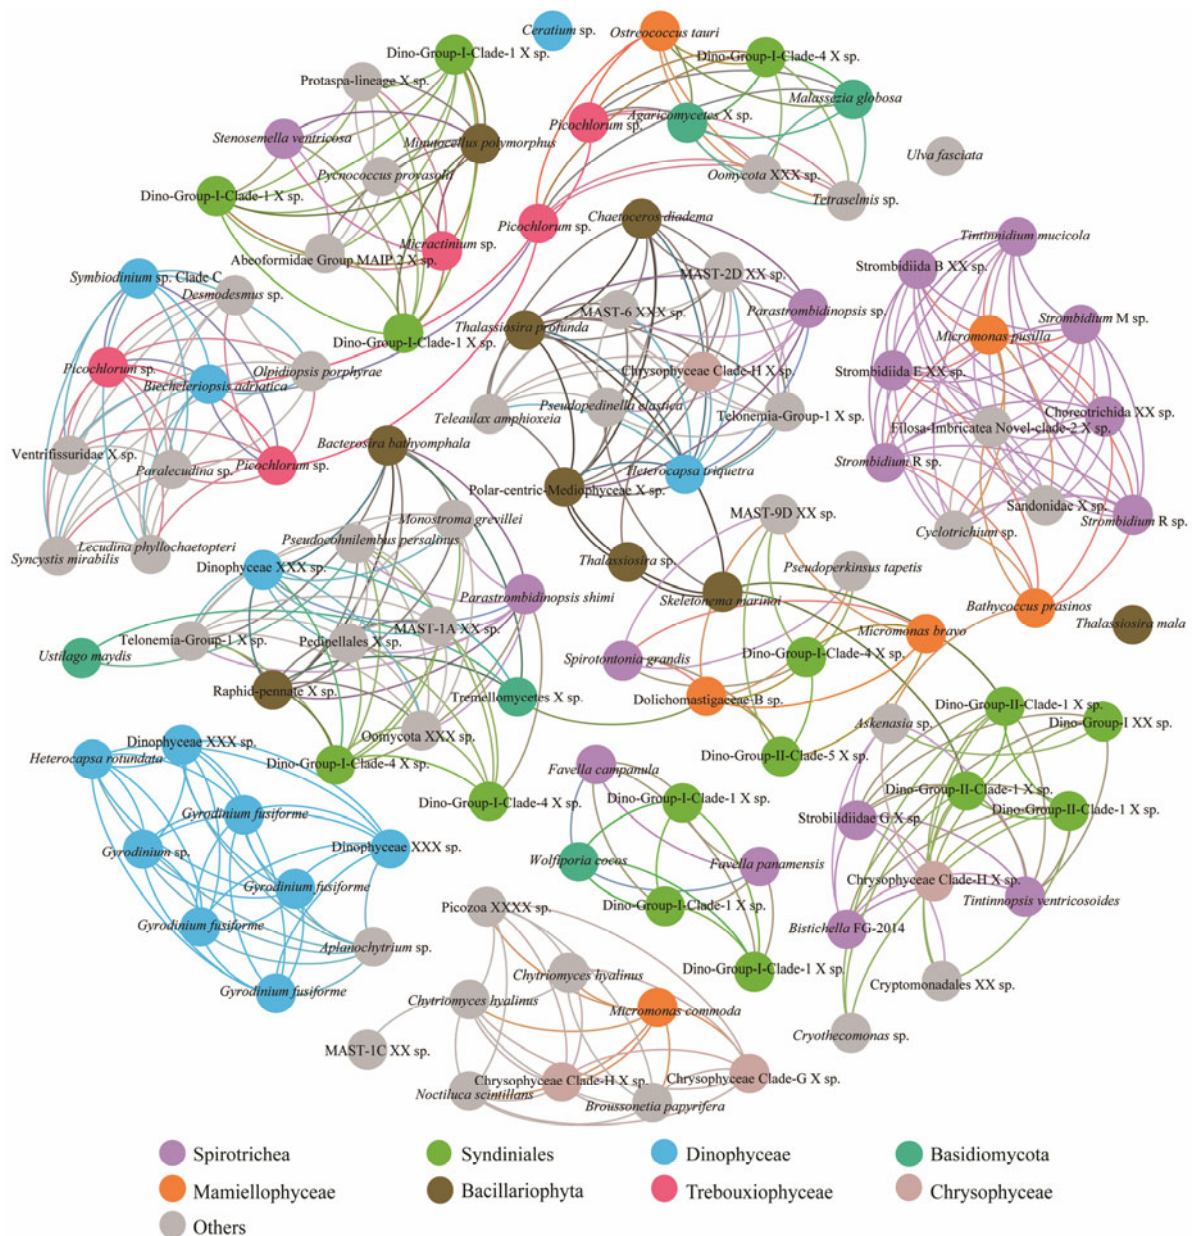 Ceratium sp.
Ostreococcus tauri
Dino-Group-I-Clade-1 X sp.
Dino-Group-I-Clade-4 X sp.
Protaspa-lineage X sp.
Malassezia globosa
Picochlorum sp.
Agaricomycetes X sp.
Stenosemella ventricosa
Minutocellus polymorphus
Ulva fasciata
Pycnococcus provasolii
Oomycota XXX sp.
Dino-Group-I-Clade-1 X sp.
Tetraselmis sp.
Picochlorum sp.
Chaetoceros diadema
Tintinnidium mucicola
Micractinium sp.
Abeoformidae Group MAIP 2 X sp.
Strombidiida B XX sp.
Symbiodinium sp. Clade C
MAST-2D XX sp.
Desmodesmus sp.
MAST-6 XXX sp.
Parastrombidinopsis sp.
Strombidium M sp.
Thalassiosira profunda
Micromonas pusilla
Dino-Group-I-Clade-1 X sp.
Picochlorum sp.
Olpidiopsis porphyrae
Chrysophyceae Clade-H X sp.
Strombidiida E XX sp.
Biecheleriopsis adriatica
Pseudopedinella elastica
Choreotrichida XX sp.
Teleaulax amphioxeia
Telonemia-Group-1 X sp.
Filosa-Imbricatea Novel-clade-2 X sp.
Bacterosira bathyomphala
Ventrifissuridae X sp.
Paralecudina sp.
Picochlorum sp.
Heterocapsa triquetra
Strombidium R sp.
Polar-centric-Mediophyceae X sp.
Sandonidae X sp.
MAST-9D XX sp.
Monostroma grevillei
Strombidium R sp.
Cyclotrichium sp.
Pseudocohnilembus persalinus
Syncystis mirabilis
Lecudina phyllochaetopteri
Thalassiosira sp.
Pseudoperkinsus tapetis
Dinophyceae XXX sp.
Parastrombidinopsis shimi
Skeletonema marinoi
Bathycoccus prasinos
Thalassiosira mala
MAST-1A XX sp.
Micromonas bravo
Telonemia-Group-1 X sp.
Pedinellales X sp.
Ustilago maydis
Spirotontonia grandis
Dino-Group-I-Clade-4 X sp.
Raphid-pennate X sp.
Tremellomycetes X sp.
Dolichomastigaceae-B sp.
Dino-Group-II-Clade-1 X sp.
Askenasia sp.
Dino-Group-I XX sp.
Oomycota XXX sp.
Dinophyceae XXX sp.
Heterocapsa rotundata
Dino-Group-II-Clade-5 X sp.
Dino-Group-I-Clade-4 X sp.
Favella campanula
Dino-Group-II-Clade-1 X sp.
Dino-Group-I-Clade-4 X sp.
Dino-Group-I-Clade-1 X sp.
Dino-Group-II-Clade-1 X sp.
Gyrodinium fusiforme
Strobilidiidae G X sp.
Gyrodinium sp.
Dinophyceae XXX sp.
Wolfiporia cocos
Favella panamensis
Gyrodinium fusiforme
Chrysophyceae Clade-H X sp.
Tintinnopsis ventricosoides
Picozoa XXXX sp.
Dino-Group-I-Clade-1 X sp.
Gyrodinium fusiforme
Bistichella FG-2014
Aplanochytrium sp.
Dino-Group-I-Clade-1 X sp.
Chytriomyces hyalinus
Cryptomonadales XX sp.
Gyrodinium fusiforme
Chytriomyces hyalinus
Micromonas commoda
Cryothecomonas sp.
MAST-1C XX sp.
Chrysophyceae Clade-H X sp.
Chrysophyceae Clade-G X sp.
Noctiluca scintillans
Broussonetia papyrifera
Spirotrichea
Syndiniales
Dinophyceae
Basidiomycota
Mamiellophyceae
Bacillariophyta
Trebouxiophyceae
Chrysophyceae
Others